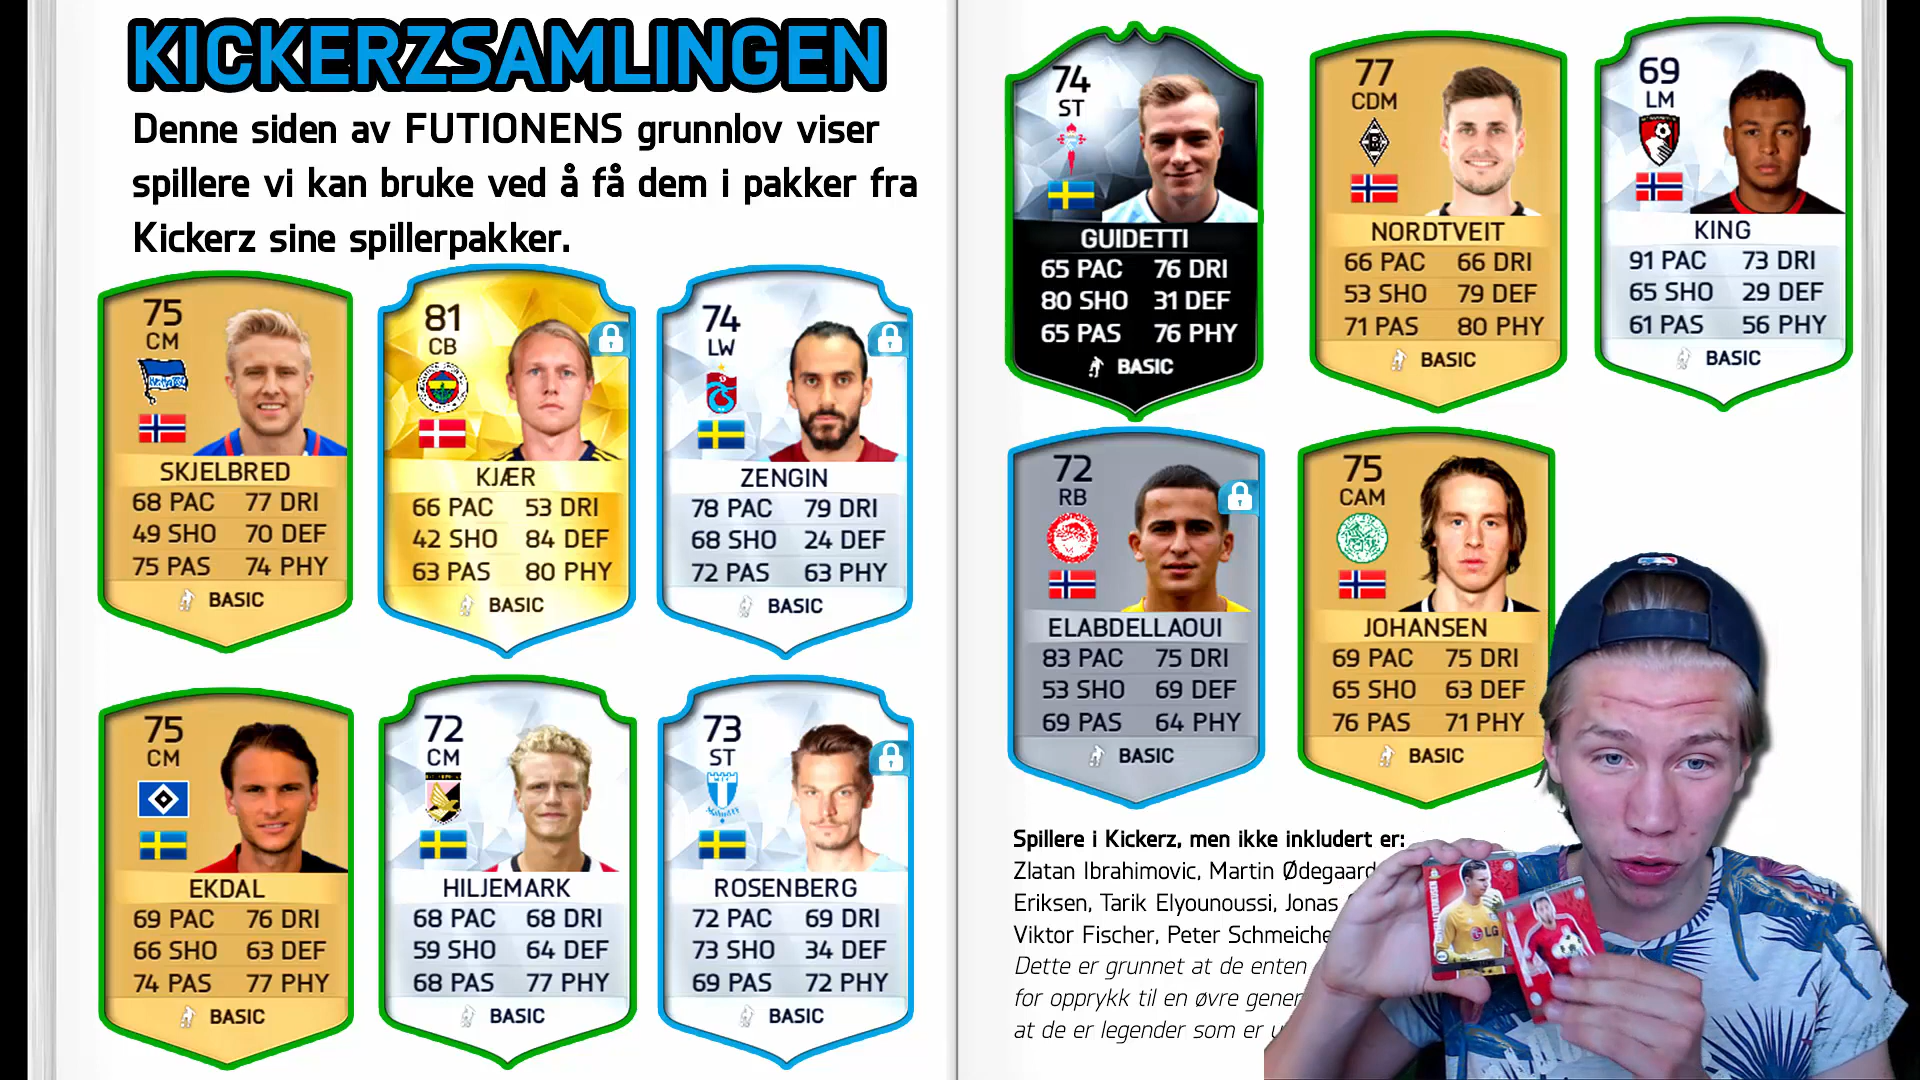 KICKERZSAMLINGEN
Denne siden av FUTIONENS grunnlov viser
spillere vi kan bruke ved å få dem i pakker fra
Kickerz sine spillerpakker.
75
CM
SKJELBRED
68 PAC 77 DRI
49 SHO 70 DEF
75 PAS 74 PHY
BASIC
81
CB
KJÆR
66 PAC 53 DRI
42 SHO 84 DEF
63 PAS 80 PHY
BASIC
74
LW
ZENGIN
78 PAC 79 DRI
68 SHO 24 DEF
72 PAS 63 PHY
BASIC
75
CM
EKDAL
69 PAC 76 DRI
66 SHO 63 DEF
74 PAS 77 PHY
BASIC
72
CM
HILJEMARK
68 PAC 68 DRI
59 SHO 64 DEF
68 PAS 77 PHY
BASIC
73
ST
ROSENBERG
72 PAC 69 DRI
73 SHO 34 DEF
69 PAS 72 PHY
BASIC
74
ST
GUIDETTI
65 PAC 76 DRI
80 SHO 31 DEF
65 PAS 76 PHY
BASIC
77
CDM
NORDTVEIT
66 PAC 66 DRI
53 SHO 79 DEF
71 PAS 80 PHY
BASIC
69
LM
KING
91 PAC 73 DRI
65 SHO 29 DEF
61 PAS 56 PHY
BASIC
72
RB
ELABDELLAOUI
83 PAC 75 DRI
53 SHO 69 DEF
69 PAS 64 PHY
BASIC
75
CAM
JOHANSEN
69 PAC 75 DRI
65 SHO 63 DEF
76 PAS 71 PHY
BASIC
Spillere i Kickerz, men ikke inkludert er:
Zlatan Ibrahimovic, Martin Ødegaard
Eriksen, Tarik Elyounoussi, Jonas
Viktor Fischer, Peter Schmeiche
Dette er grunnet at de enten
for opprykk til en øvre gener
at de er legender som er u
LG